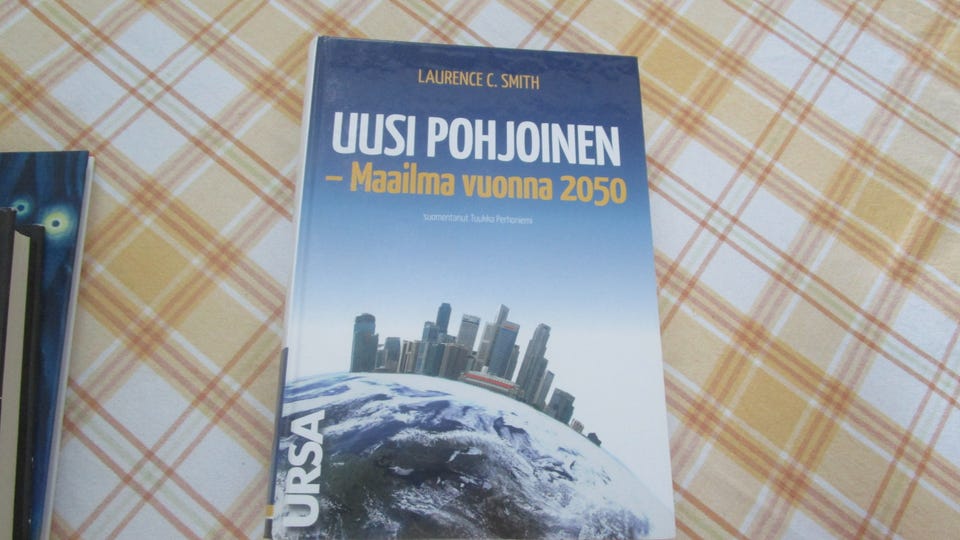 LAURENCE C. SMITH
UUSI POHJOINEN
– Maailma vuonna 2050
suomentanut Tuukka Perhoniemi
URSA